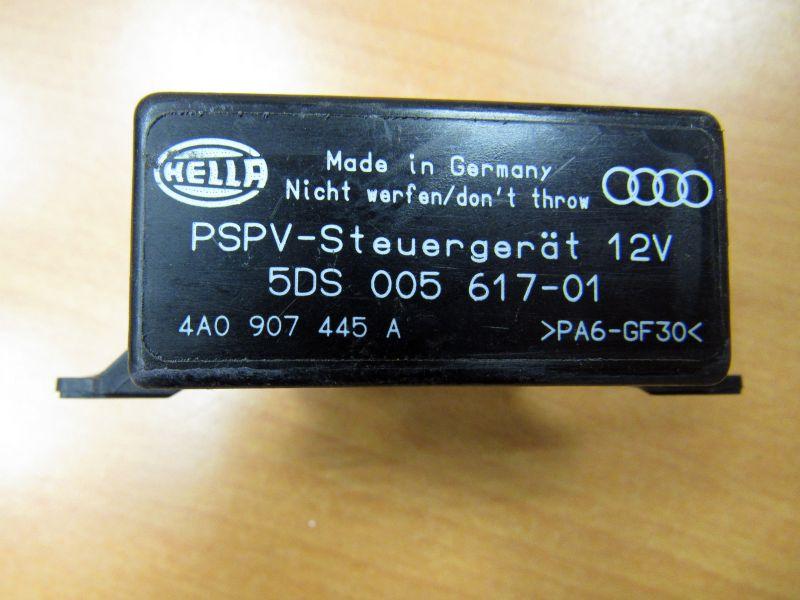 HELLA
Made in Germany
Nicht werfen/don't throw
PSPV-Steuergerät 12V
5DS 005 617-01
4A0 907 445 A >PA6-GF30<